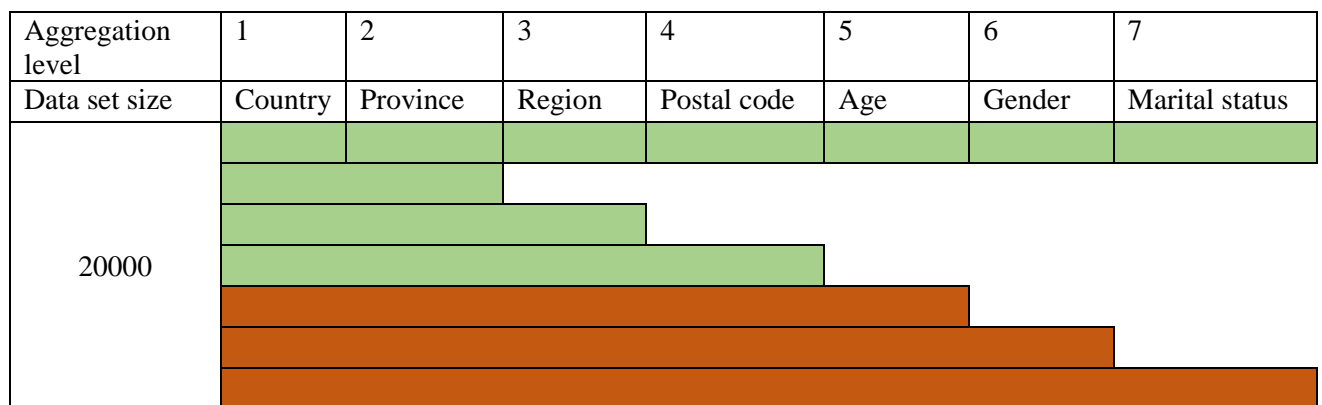 Aggregation level 1 2 3 4 5 6 7
Data set size Country Province Region Postal code Age Gender Marital status
20000